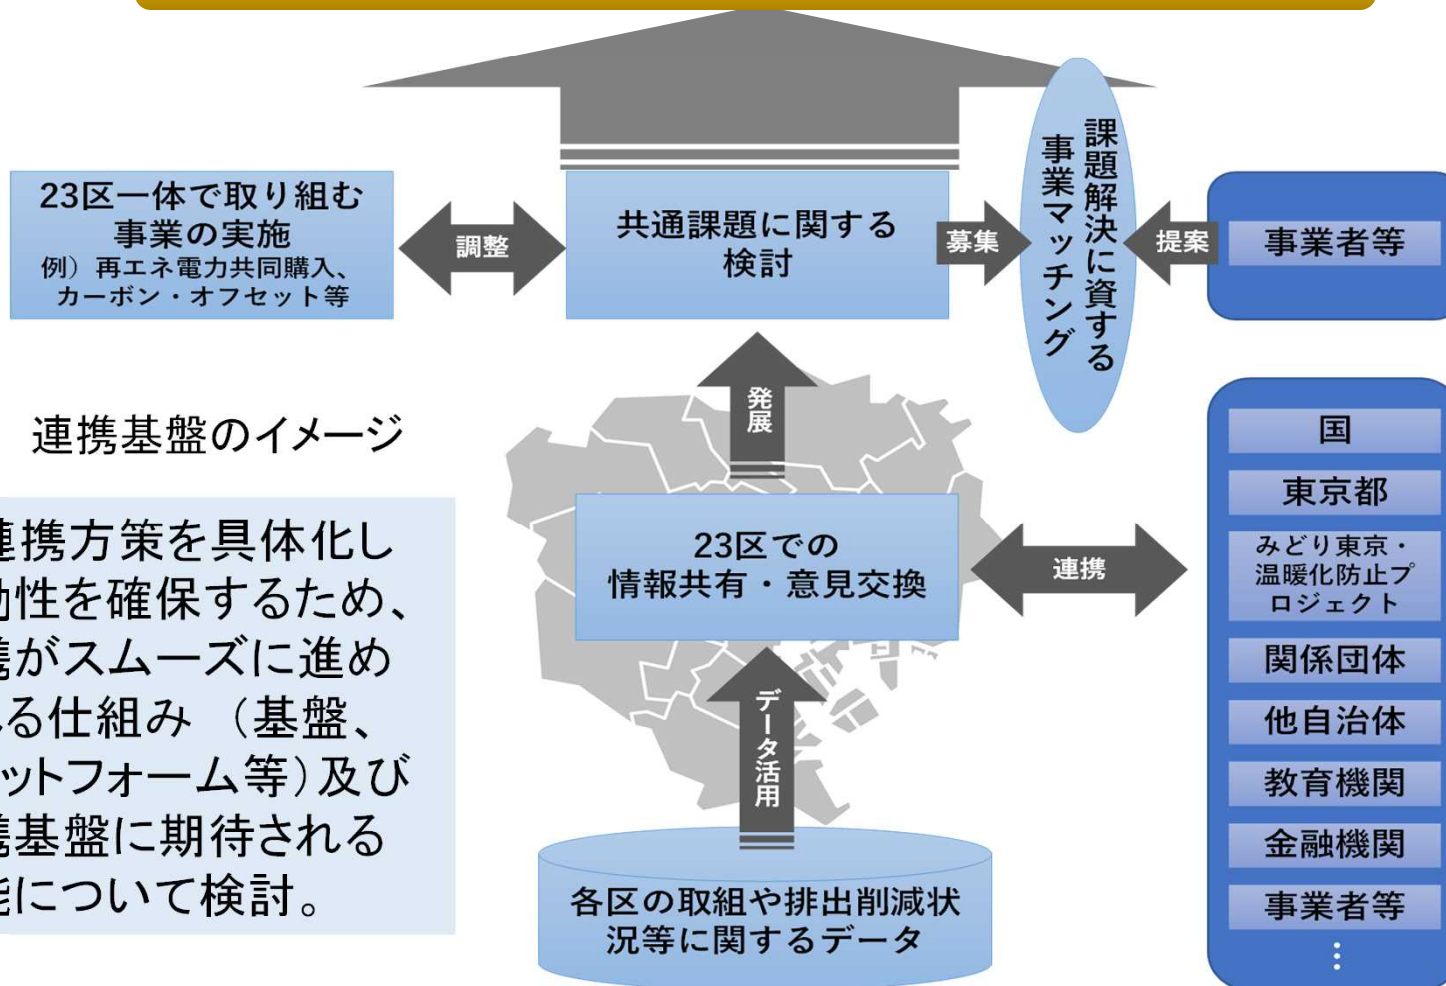 課題解決に資する
事業マッチング
23区一体で取り組む
事業の実施
例）再エネ電力共同購入、
カーボン・オフセット等
調整
共通課題に関する
検討
募集
提案
事業者等
発展
連携基盤のイメージ
連携方策を具体化し
性を確保するため、
携がスムーズに進め
る仕組み （基盤、
ットフォーム等）及び
携基盤に期待される
能について検討。
23区での
情報共有・意見交換
連携
国
東京都
みどり東京・
温暖化防止プ
ロジェクト
関係団体
他自治体
教育機関
金融機関
事業者等
⋮
データ活用
各区の取組や排出削減状
況等に関するデータ